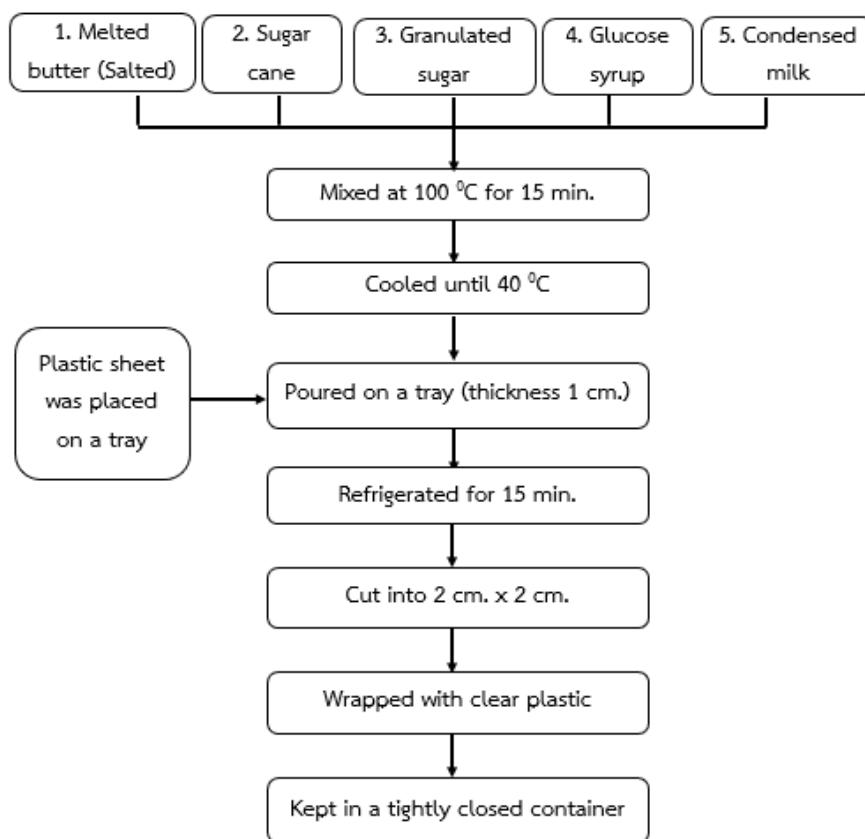 1. Melted
butter (Salted)
2. Sugar
cane
3. Granulated
sugar
4. Glucose
syrup
5. Condensed
milk
Mixed at 100 ⁰C for 15 min.
Cooled until 40 ⁰C
Plastic sheet
was placed
on a tray
Poured on a tray (thickness 1 cm.)
Refrigerated for 15 min.
Cut into 2 cm. x 2 cm.
Wrapped with clear plastic
Kept in a tightly closed container